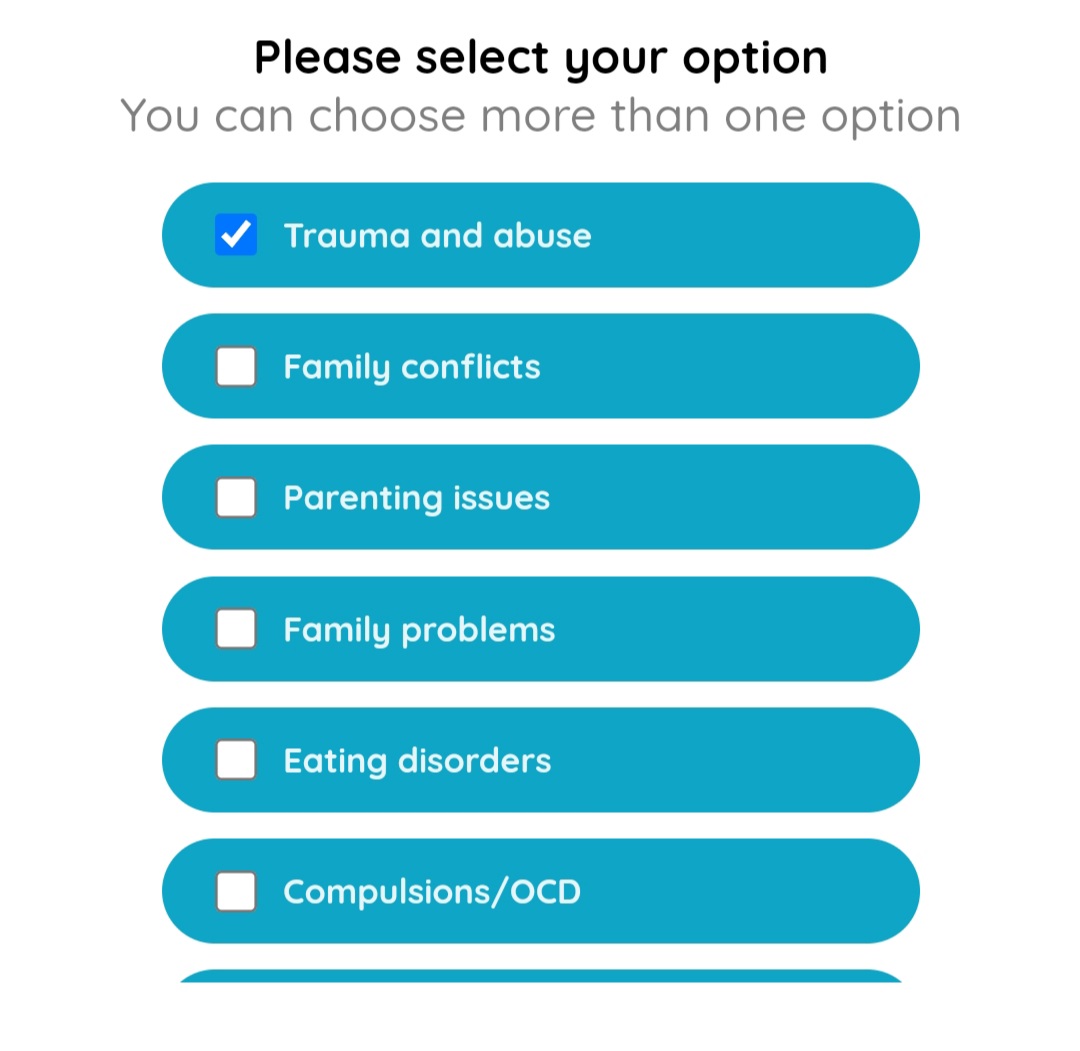 Please select your option
You can choose more than one option
Trauma and abuse
Family conflicts
Parenting issues
Family problems
Eating disorders
Compulsions/OCD